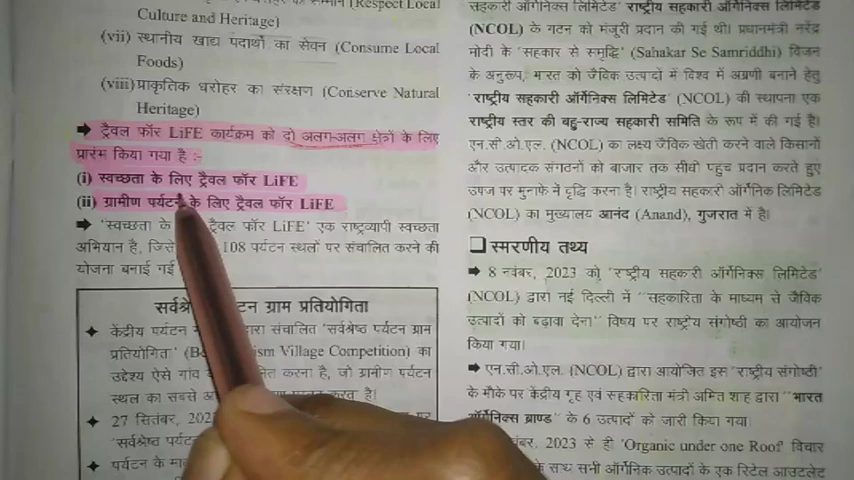 (Respect Local
Culture and Heritage)
(vii) स्थानीय खाद्य पदार्थों का सेवन (Consume Local
Foods)
(viii) प्राकृतिक धरोहर का संरक्षण (Conserve Natural
Heritage)
➡ ट्रैवल फॉर LiFE कार्यक्रम को दो अलग-अलग क्षेत्रों के लिए
प्रारंभ किया गया है :-
(i) स्वच्छता के लिए ट्रैवल फॉर LiFE
(ii) ग्रामीण पर्यटन के लिए ट्रैवल फॉर LiFE
➡ 'स्वच्छता के ट्रैवल फॉर LiFE' एक राष्ट्रव्यापी स्वच्छता
अभियान है, जिसे 108 पर्यटन स्थलों पर संचालित करने की
योजना बनाई गई
सर्वश्रेष्ठ पर्यटन ग्राम प्रतियोगिता
✦ केंद्रीय पर्यटन द्वारा संचालित 'सर्वश्रेष्ठ पर्यटन ग्राम
प्रतियोगिता' Village Competition) का
उद्देश्य ऐसे गांव करना है, जो ग्रामीण पर्यटन
स्थल का सबसे है।
✦ 27 सितंबर, पर
'सर्वश्रेष्ठ
✦ पर्यटन के
सहकारी ऑर्गेनिक्स लिमिटेड' राष्ट्रीय सहकारी ऑर्गेनिक्स लिमिटेड
(NCOL) के गठन को मंजूरी प्रदान की गई थी। प्रधानमंत्री नरेंद्र
मोदी के 'सहकार से समृद्धि' (Sahakar Se Samriddhi) विजन
के अनुरूप, भारत को जैविक उत्पादों में विश्व में अग्रणी बनाने हेतु
'राष्ट्रीय सहकारी ऑर्गेनिक्स लिमिटेड' (NCOL) की स्थापना एक
राष्ट्रीय स्तर की बहु-राज्य सहकारी समिति के रूप में की गई है।
एन.सी.ओ.एल. (NCOL) का लक्ष्य जैविक खेती करने वाले किसानों
और उत्पादक संगठनों को बाजार तक सीधी पहुंच प्रदान करते हुए
उपज पर मुनाफे में वृद्धि करना है। राष्ट्रीय सहकारी ऑर्गेनिक लिमिटेड
(NCOL) का मुख्यालय आनंद (Anand), गुजरात में है।
❑ स्मरणीय तथ्य
➡ 8 नवंबर, 2023 को 'राष्ट्रीय सहकरी ऑर्गेनिक्स लिमिटेड'
(NCOL) द्वारा नई दिल्ली में "सहकारिता के माध्यम से जैविक
उत्पादों को बढ़ावा देना" विषय पर राष्ट्रीय संगोष्ठी का आयोजन
किया गया।
➡ एन.सी.ओ.एल. (NCOL) द्वारा आयोजित इस 'राष्ट्रीय संगोष्ठी'
के मौके पर केंद्रीय गृह एवं सहकारिता मंत्री अमित शाह द्वारा "भारत
ऑर्गेनिक्स ब्राण्ड" के 6 उत्पादों को जारी किया गया।
2023 से ही 'Organic under one Roof' विचार
के साथ सभी ऑर्गेनिक उत्पादों के एक रिटेल आउटलेट